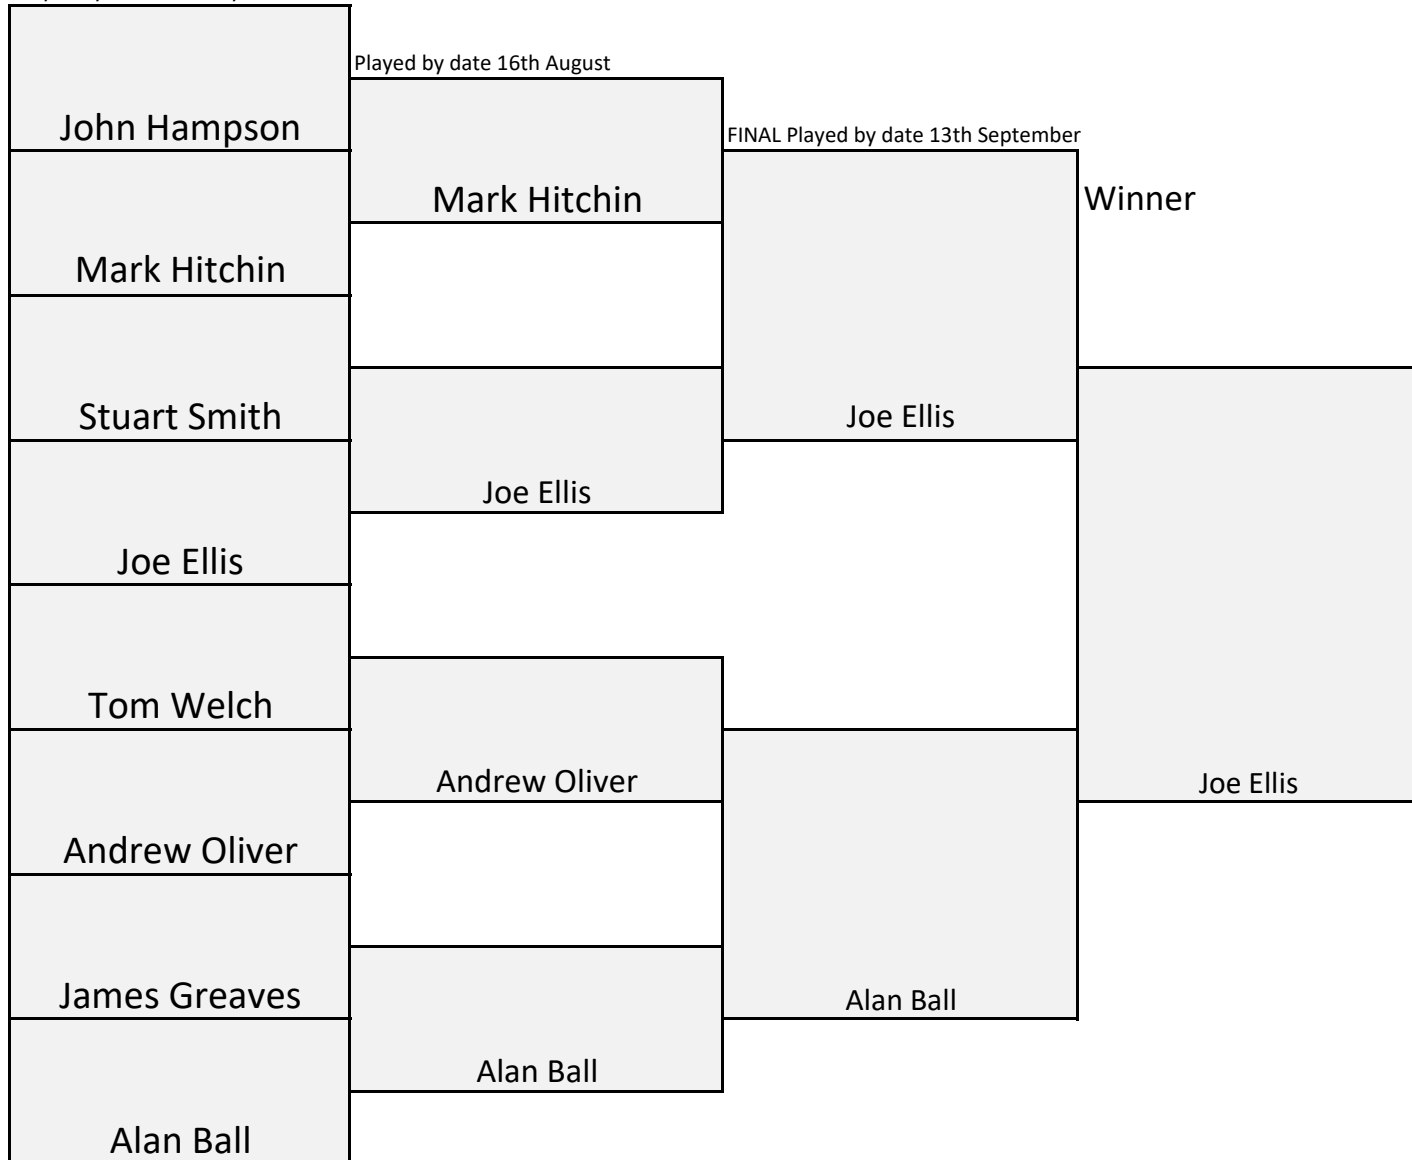 John Hampson
Mark Hitchin
Stuart Smith
Joe Ellis
Tom Welch
Andrew Oliver
James Greaves
Alan Ball
Played by date 16th August
Mark Hitchin
Joe Ellis
Andrew Oliver
Alan Ball
FINAL Played by date 13th September
Joe Ellis
Alan Ball
Winner
Joe Ellis